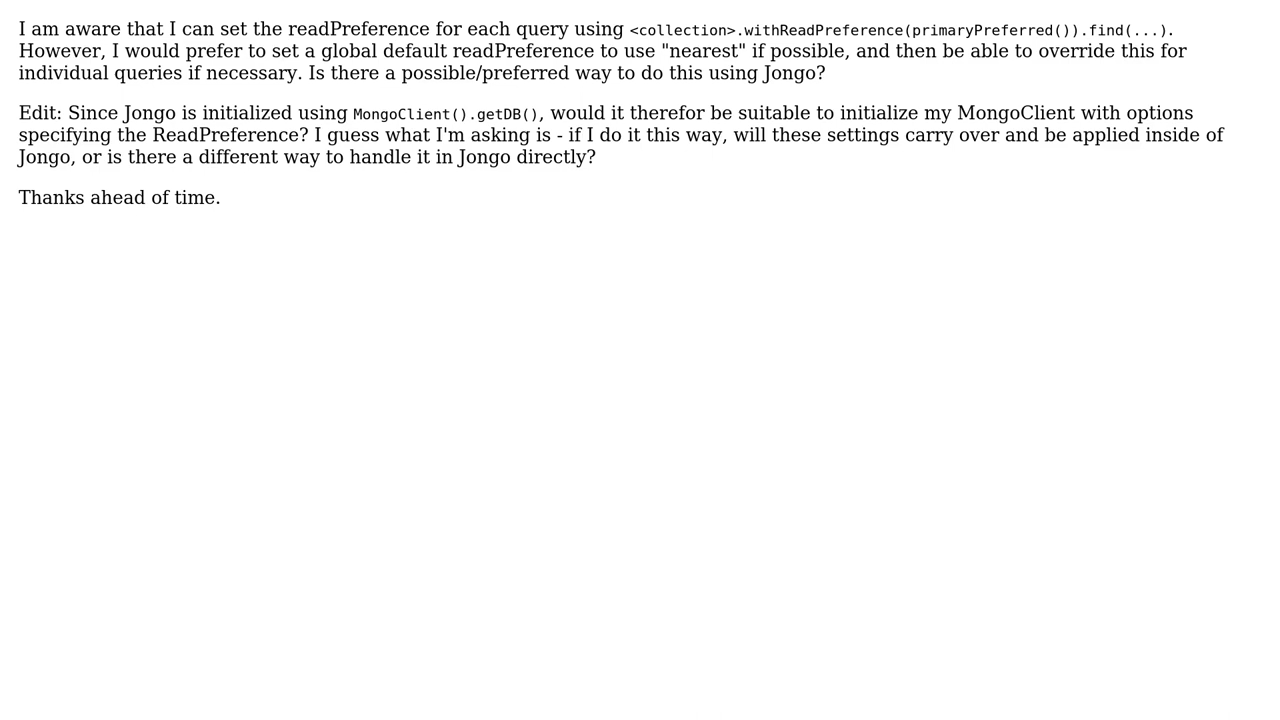 I am aware that I can set the readPreference for each query using <collection>.withReadPreference(primaryPreferred()).find(...).
However, I would prefer to set a global default readPreference to use "nearest" if possible, and then be able to override this for
individual queries if necessary. Is there a possible/preferred way to do this using Jongo?
Edit: Since Jongo is initialized using MongoClient().getDB(), would it therefor be suitable to initialize my MongoClient with options
specifying the ReadPreference? I guess what I'm asking is - if I do it this way, will these settings carry over and be applied inside of
Jongo, or is there a different way to handle it in Jongo directly?
Thanks ahead of time.